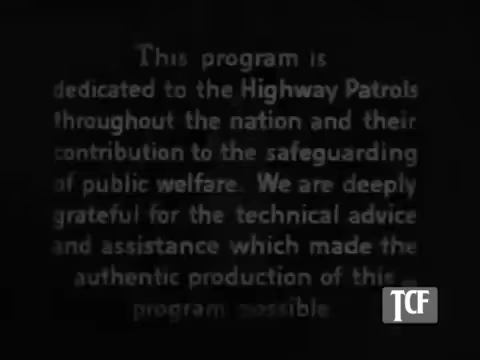 This program is
dedicated to the Highway Patrols
throughout the nation and their
contribution to the safeguarding
of public welfare. We are deeply
grateful for the technical advice
and assistance which made the
authentic production of this
program possible
TCF